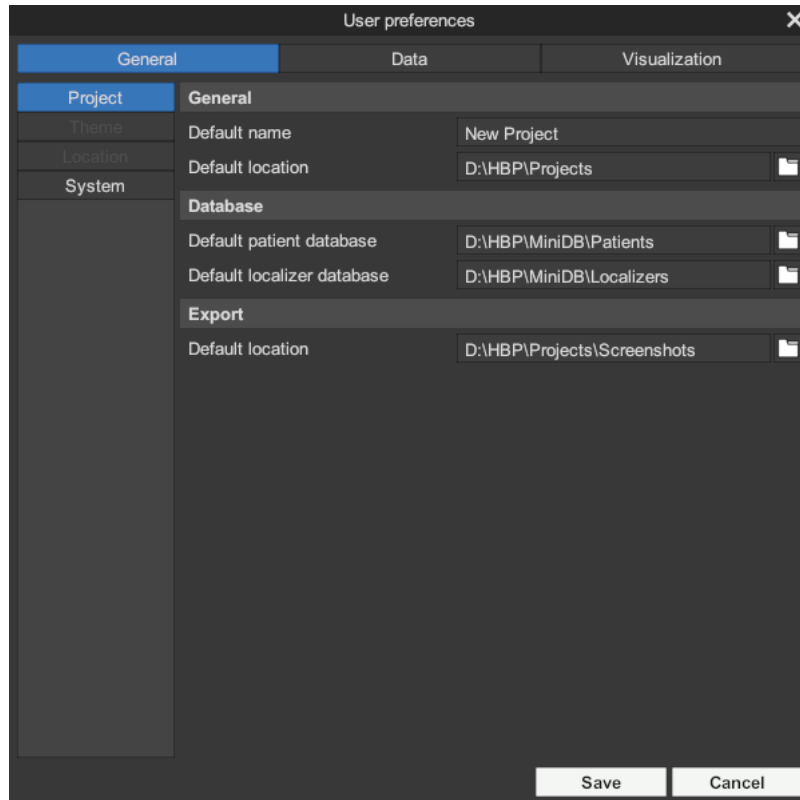 User preferences
General Data Visualization
Project General
Theme Default name New Project
Location Default location D:\HBP\Projects
System Database
Default patient database D:\HBP\MiniDB\Patients
Default localizer database D:\HBP\MiniDB\Localizers
Export
Default location D:\HBP\Projects\Screenshots
Save Cancel